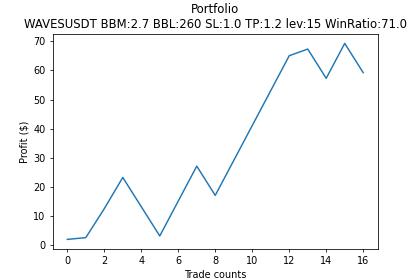 Portfolio
WAVESUSDT BBM:2.7 BBL:260 SL:1.0 TP:1.2 lev:15 WinRatio:71.0
70
60
50
40
30
20
10
0
Profit ($)
0 2 4 6 8 10 12 14 16
Trade counts